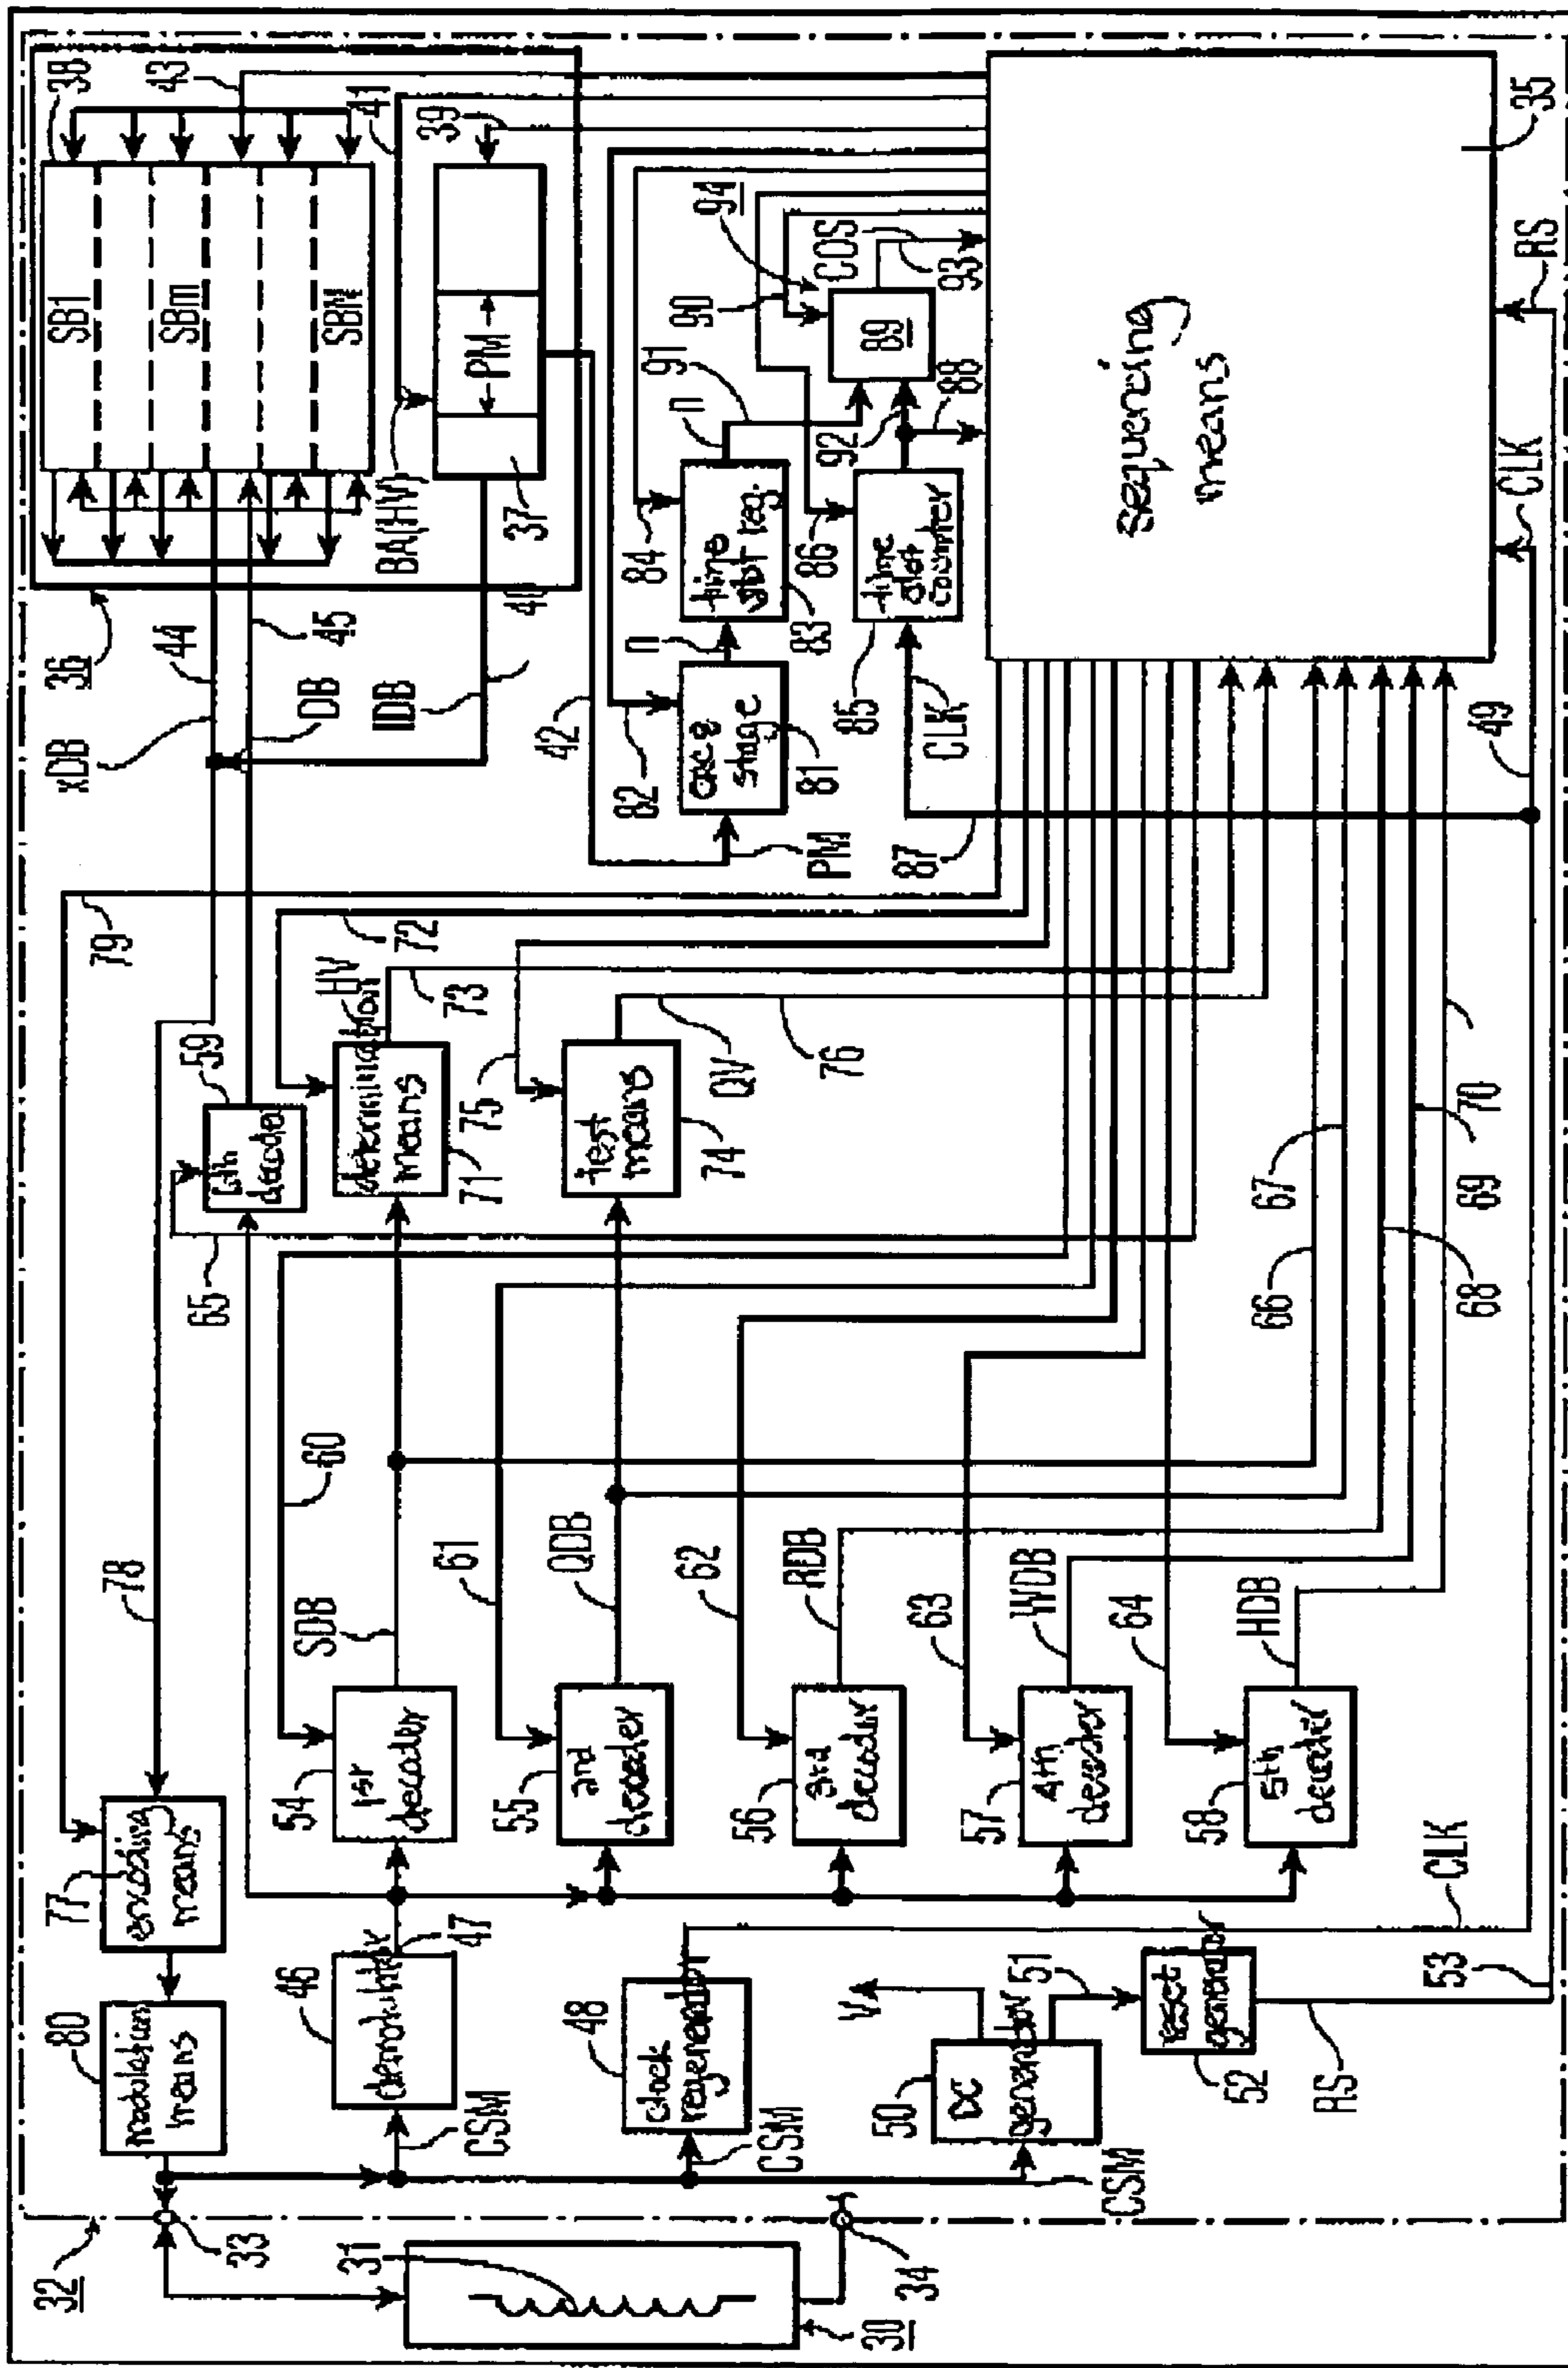 32
33
31
30
34
80
modulation
means
77
encoding
means
78
79
xDB
44
36
45
DB
IDB
40
SB1
SBm
SBN
38
43
41
39
BA(HV)
PM
37
42
46
demodulator
47
CSM
54
1st
decoder
60
SDB
65
59
decoder
determination
means
HV
71
72
73
55
2nd
decoder
61
QDB
75
test
means
74
QV
76
56
3rd
decoder
62
RDB
57
4th
decoder
63
WDB
58
5th
decoder
64
HDB
48
clock
regeneration
CSM
CLK
50
DC
generator
V
51
CSM
52
reset
generator
RS
53
66
67
68
69
70
82
stage
81
PM
n
84
time
slot reg.
83
n
91
85
time
slot
counter
86
87
CLK
92
88
89
90
94
COS
93
sequencing
means
35
49
CLK
RS